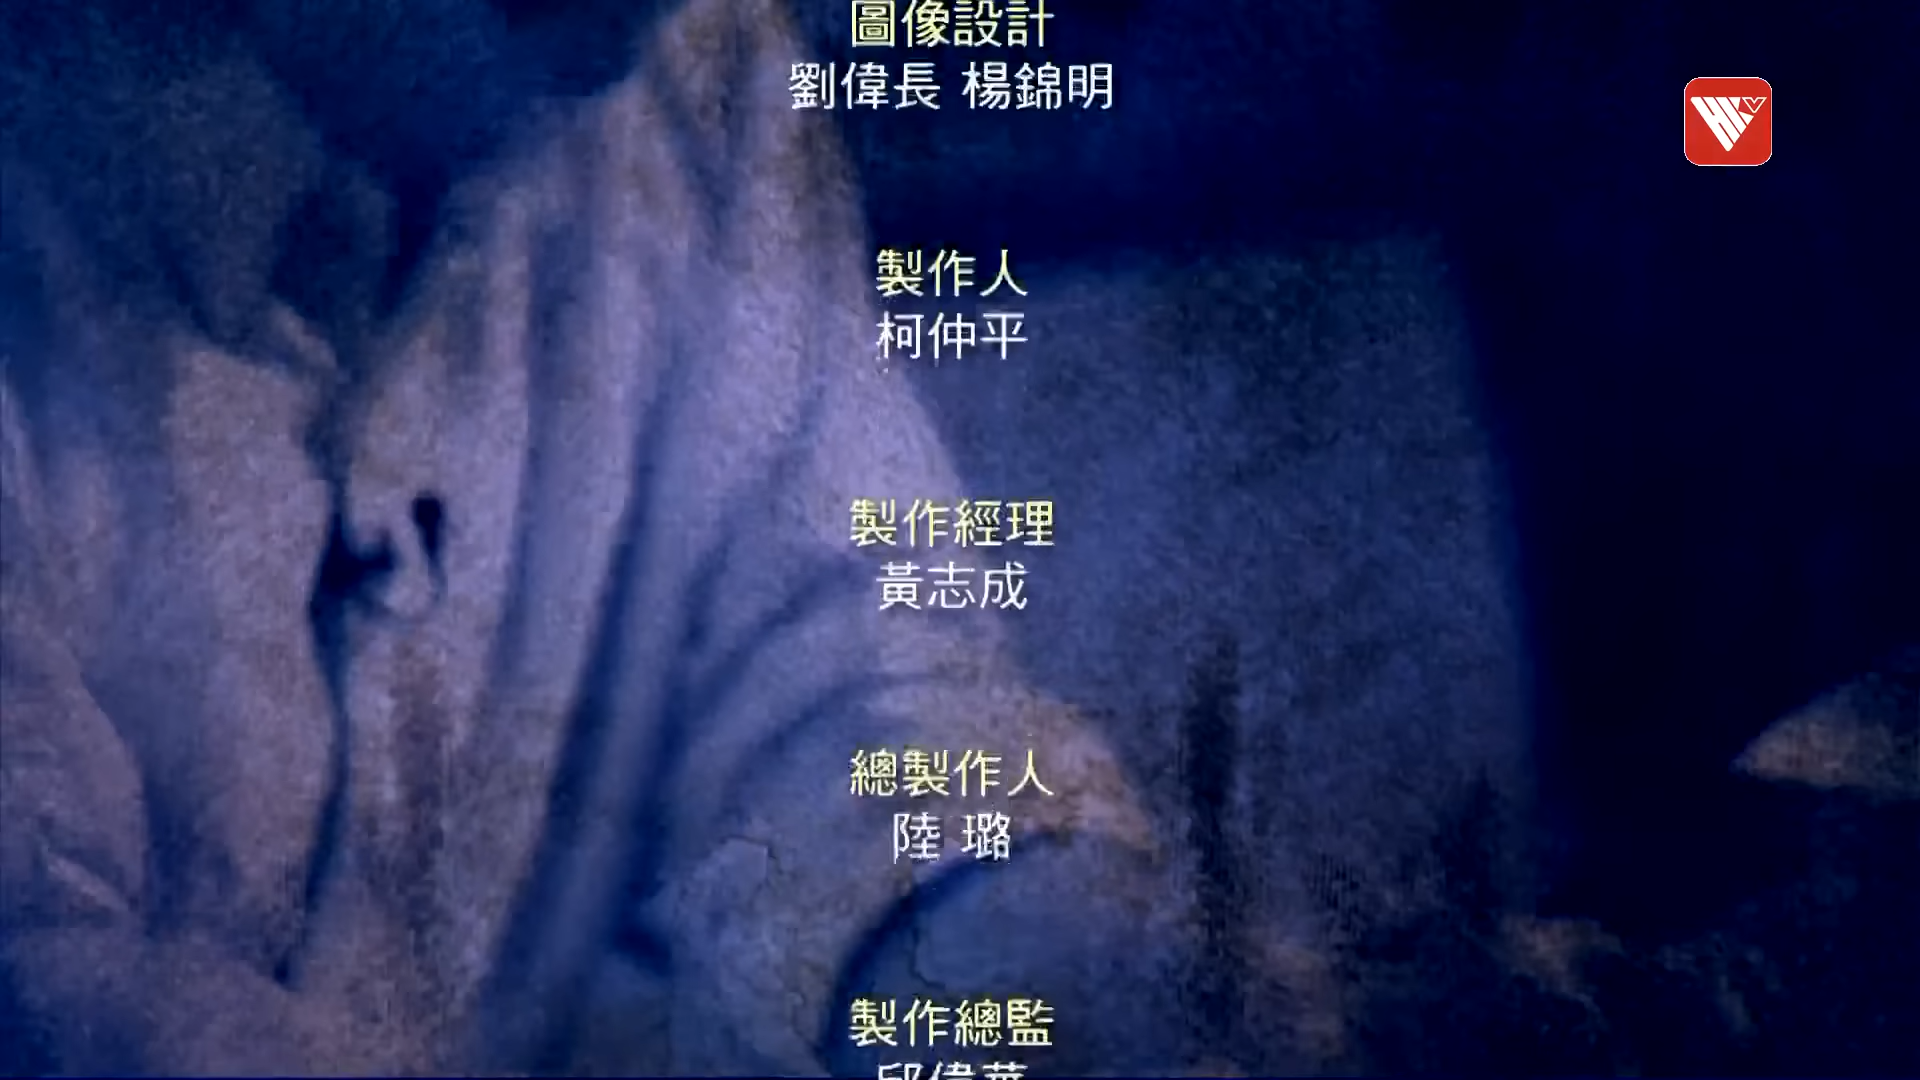 圖像設計
劉偉長 楊錦明
製作人
柯仲平
製作經理
黃志成
總製作人
陸 璐
製作總監